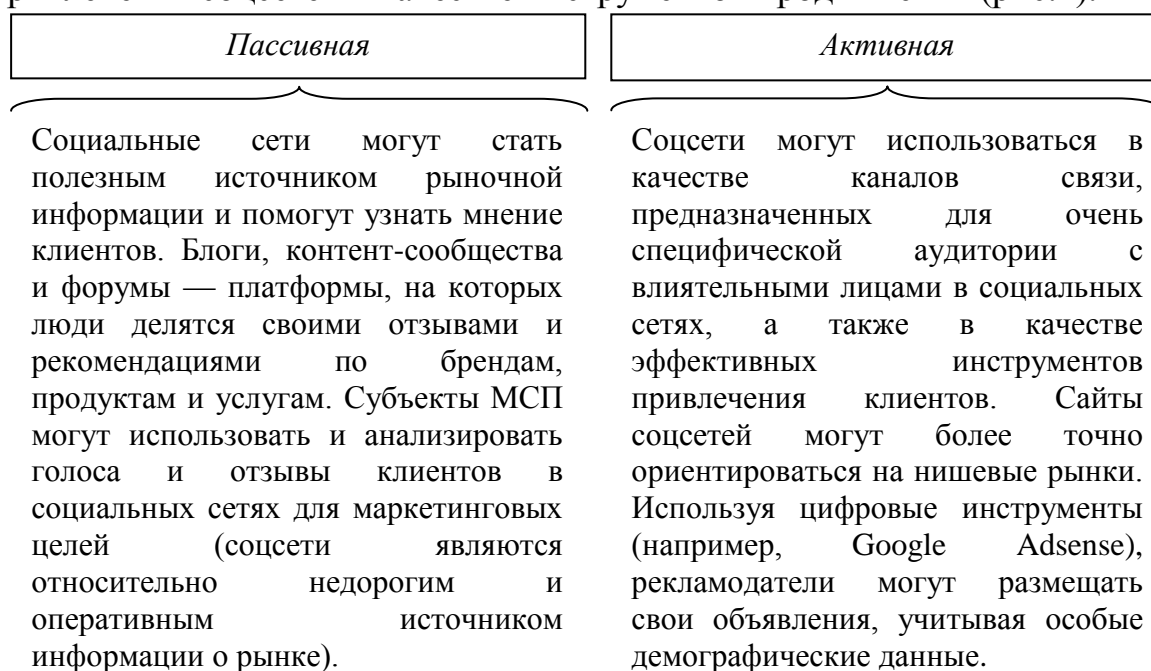 Пассивная
Социальные сети могут стать
полезным источником рыночной
информации и помогут узнать мнение
клиентов. Блоги, контент-сообщества
и форумы — платформы, на которых
люди делятся своими отзывами и
рекомендациями по брендам,
продуктам и услугам. Субъекты МСП
могут использовать и анализировать
голоса и отзывы клиентов в
социальных сетях для маркетинговых
целей (соцсети являются
относительно недорогим и
оперативным источником
информации о рынке).
Активная
Соцсети могут использоваться в
качестве каналов связи,
предназначенных для очень
специфической аудитории с
влиятельными лицами в социальных
сетях, а также в качестве
эффективных инструментов
привлечения клиентов. Сайты
соцсетей могут более точно
ориентироваться на нишевые рынки.
Используя цифровые инструменты
(например, Google Adsense),
рекламодатели могут размещать
свои объявления, учитывая особые
демографические данные.